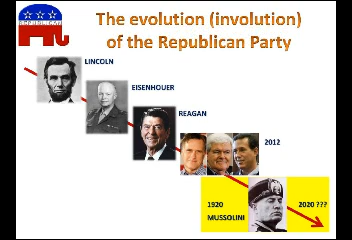 The evolution (involution)
of the Republican Party
REPUBLICAN
LINCOLN
EISENHOUER
REAGAN
2012
1920
2020 ???
MUSSOLINI